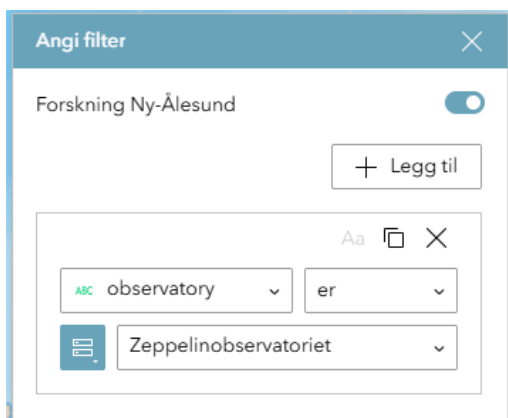 Angi filter
Forskning Ny-Ålesund
+ Legg til
Aa
ABC observatory er
Zeppelinobservatoriet